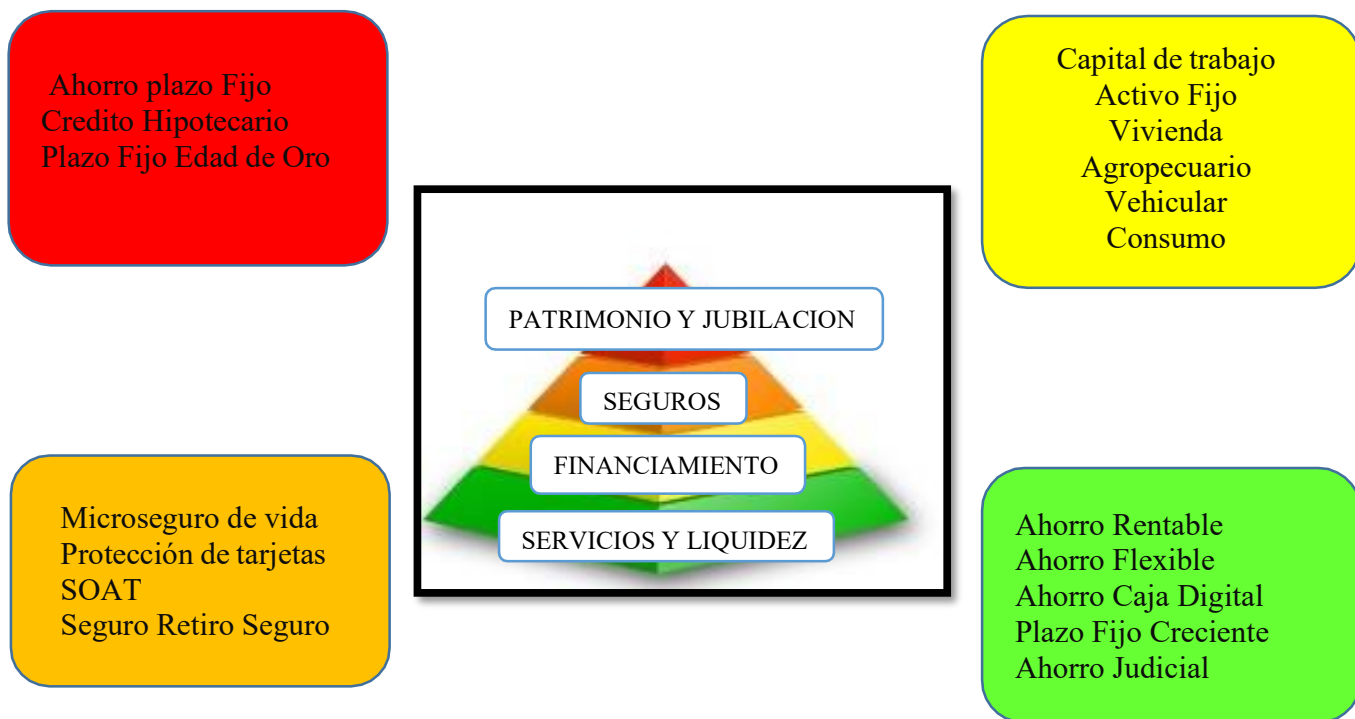 Ahorro plazo Fijo
Credito Hipotecario
Plazo Fijo Edad de Oro
Capital de trabajo
Activo Fijo
Vivienda
Agropecuario
Vehicular
Consumo
PATRIMONIO Y JUBILACION
SEGUROS
FINANCIAMIENTO
SERVICIOS Y LIQUIDEZ
Microseguro de vida
Protección de tarjetas
SOAT
Seguro Retiro Seguro
Ahorro Rentable
Ahorro Flexible
Ahorro Caja Digital
Plazo Fijo Creciente
Ahorro Judicial